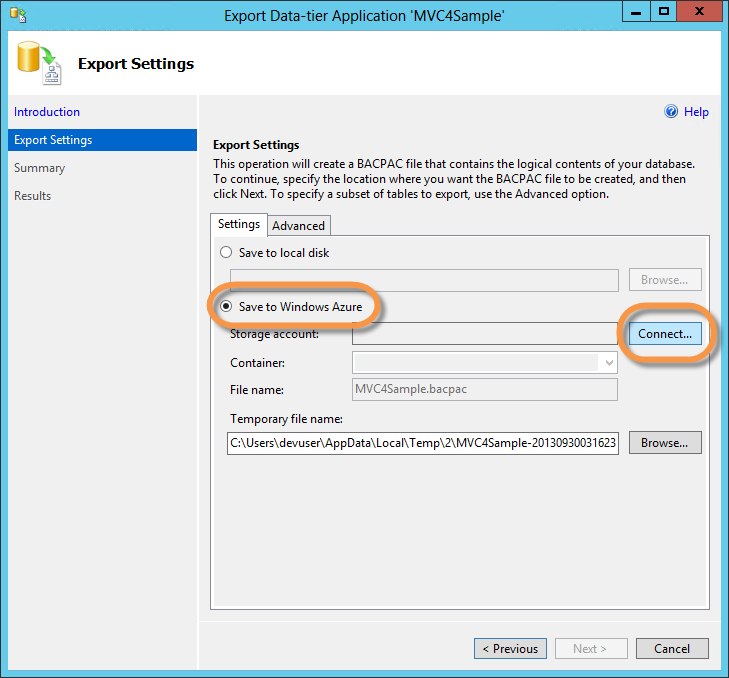 Export Data-tier Application 'MVC4Sample'
Export Settings
Introduction
Export Settings
Summary
Results
Help
Export Settings
This operation will create a BACPAC file that contains the logical contents of your database.
To continue, specify the location where you want the BACPAC file to be created, and then
click Next. To specify a subset of tables to export, use the Advanced option.
Settings
Advanced
Save to local disk
Browse...
Save to Windows Azure
Storage account:
Connect...
Container:
File name:
MVC4Sample.bacpac
Temporary file name:
C:\Users\devuser\AppData\Local\Temp\2\MVC4Sample-20130930031623
Browse...
< Previous
Next >
Cancel